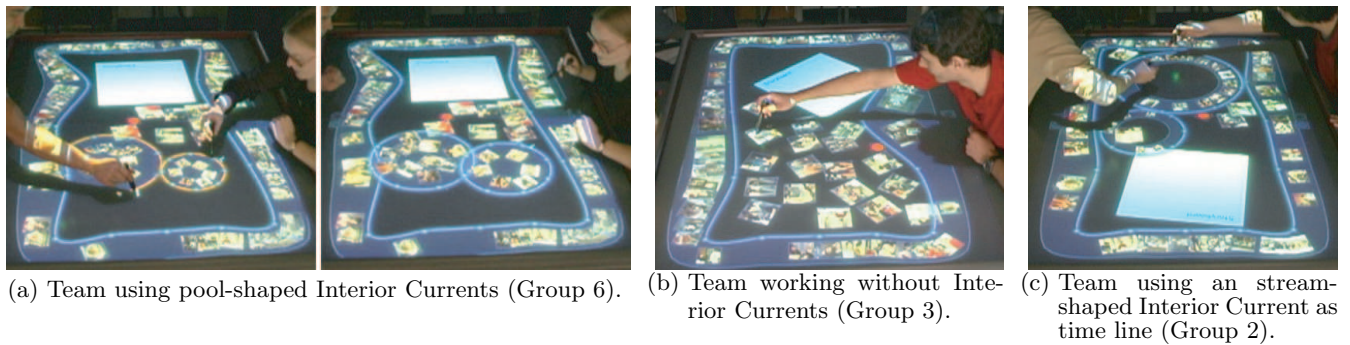 (a) Team using pool-shaped Interior Currents (Group 6).
(b) Team working without Inte-
rior Currents (Group 3).
(c) Team using an stream-
shaped Interior Current as
time line (Group 2).